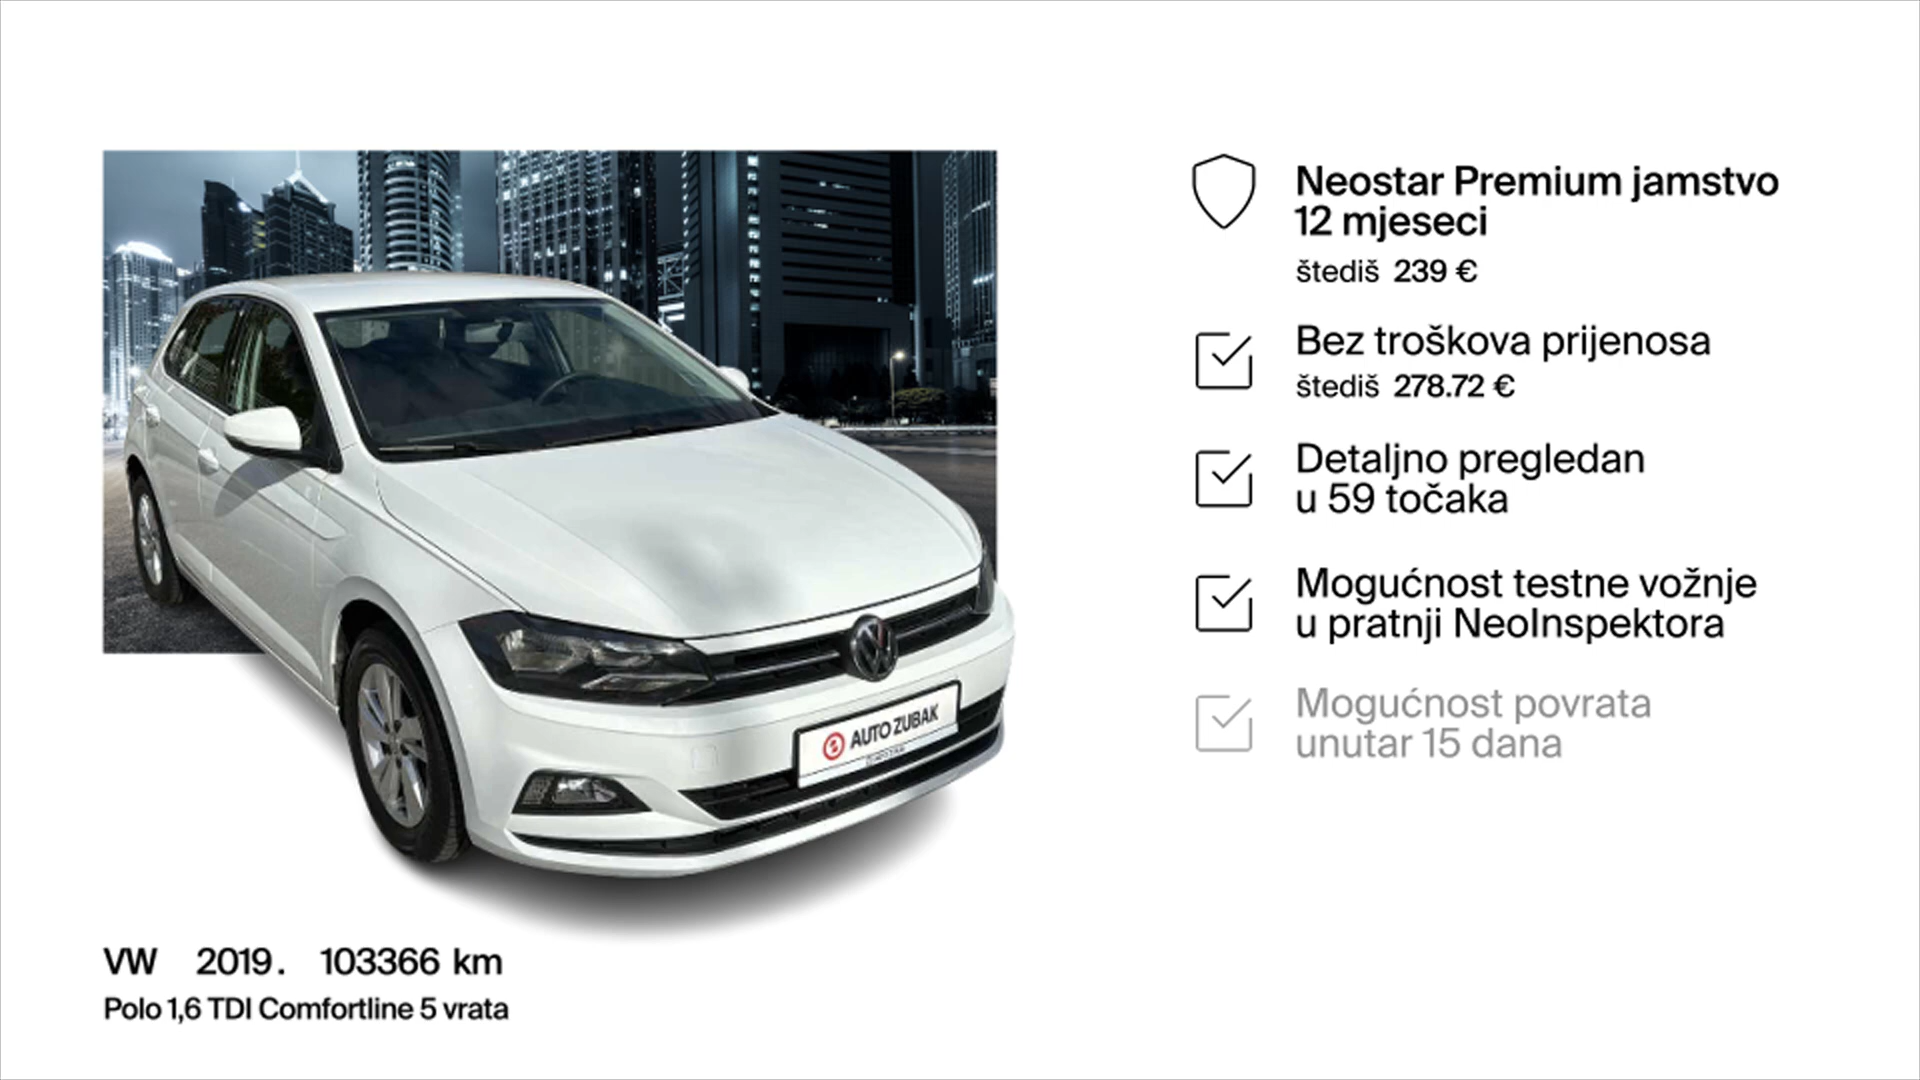 Neostar Premium jamstvo
12 mjeseci
štediš 239 €
Bez troškova prijenosa
štediš 278.72 €
Detaljno pregledan
u 59 točaka
Mogućnost testne vožnje
u pratnji NeoInspektora
Mogućnost povrata
unutar 15 dana
AUTO ZUBAK
VW 2019. 103366 km
Polo 1,6 TDI Comfortline 5 vrata